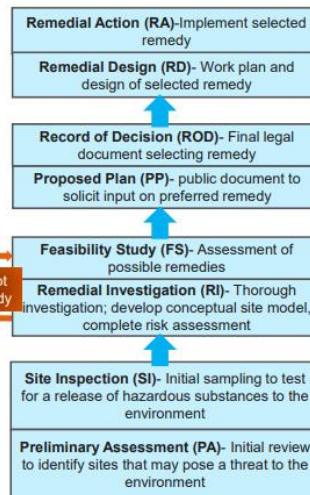 Remedial Action (RA)-Implement selected
remedy
Remedial Design (RD)- Work plan and
design of selected remedy
Record of Decision (ROD)- Final legal
document selecting remedy
Proposed Plan (PP)- public document to
solicit input on preferred remedy
Feasibility Study (FS)- Assessment of
possible remedies
Remedial Investigation (RI)- Thorough
investigation; develop conceptual site model,
complete risk assessment
Site Inspection (SI)- Initial sampling to test
for a release of hazardous substances to the
environment
Preliminary Assessment (PA)- Initial review
to identify sites that may pose a threat to the
environment